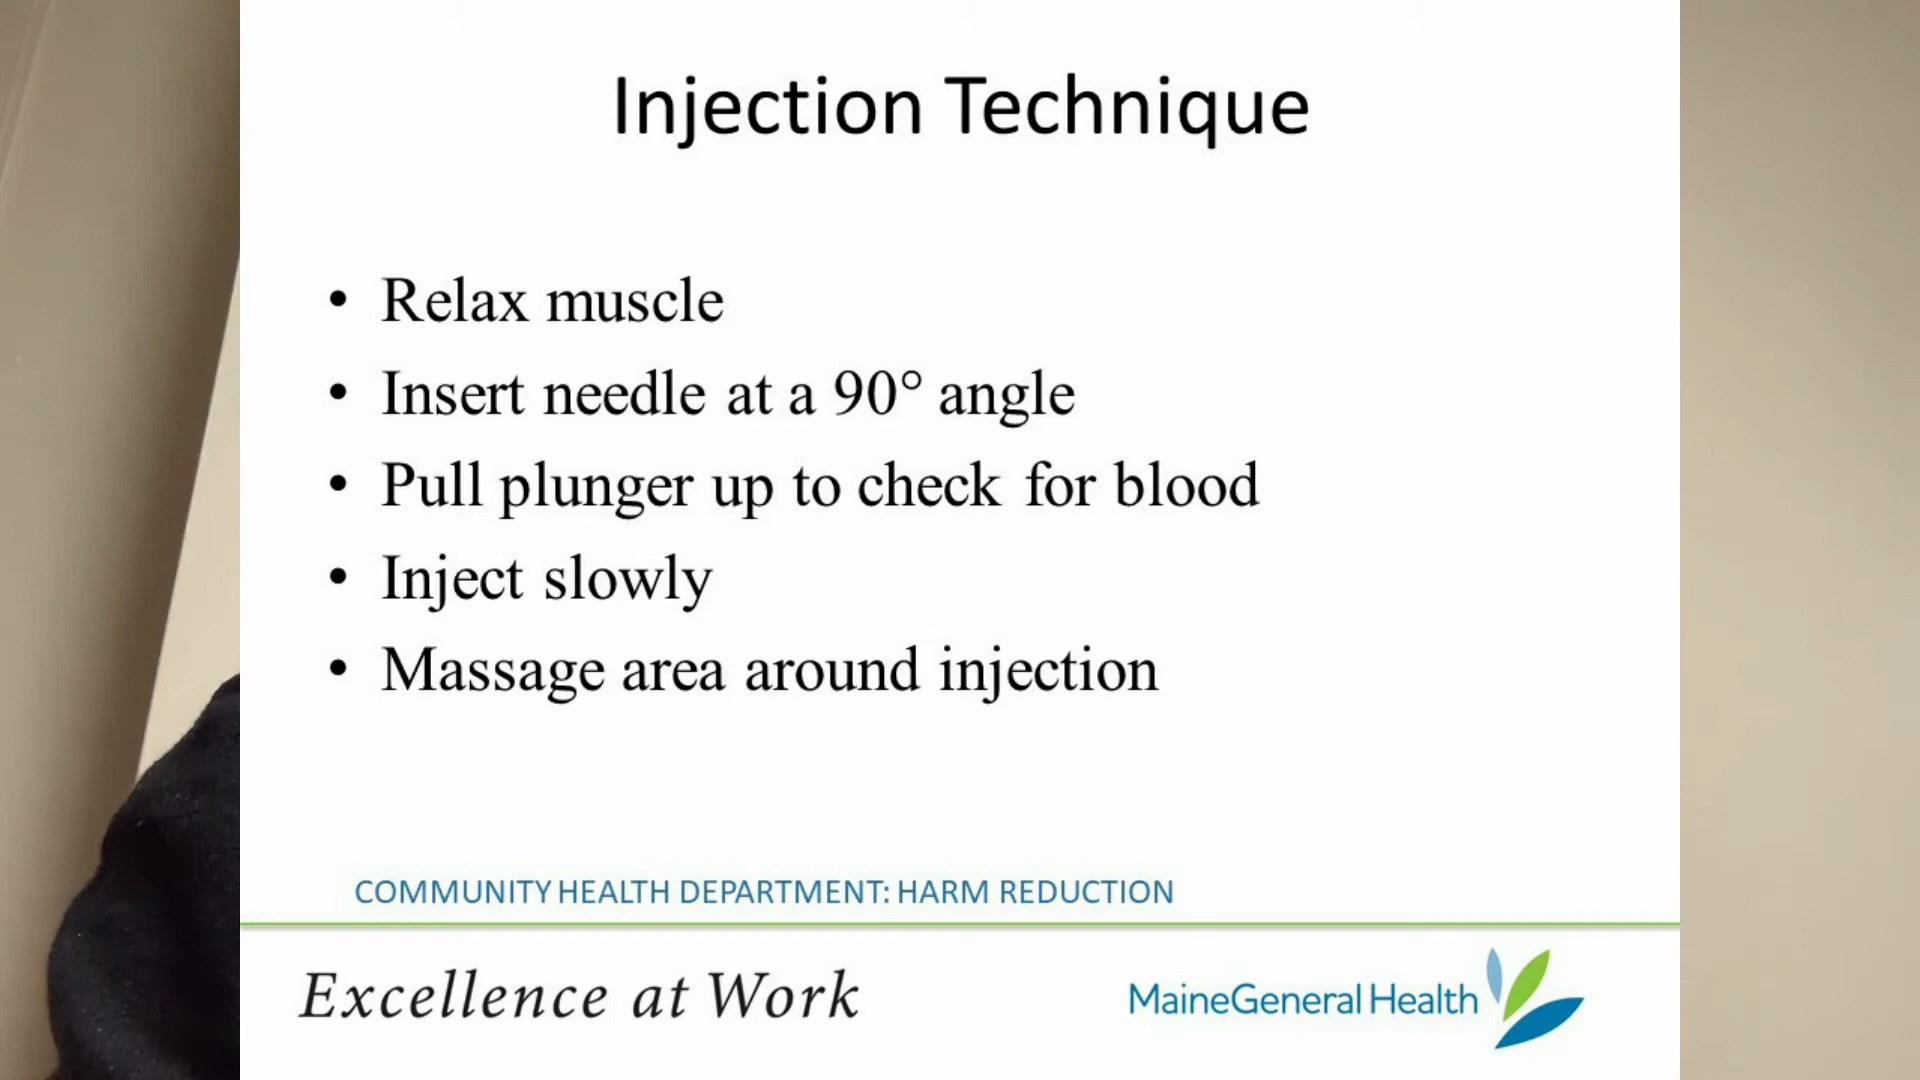 Injection Technique
• Relax muscle
• Insert needle at a 90° angle
• Pull plunger up to check for blood
• Inject slowly
• Massage area around injection
COMMUNITY HEALTH DEPARTMENT: HARM REDUCTION
Excellence at Work
MaineGeneral Health